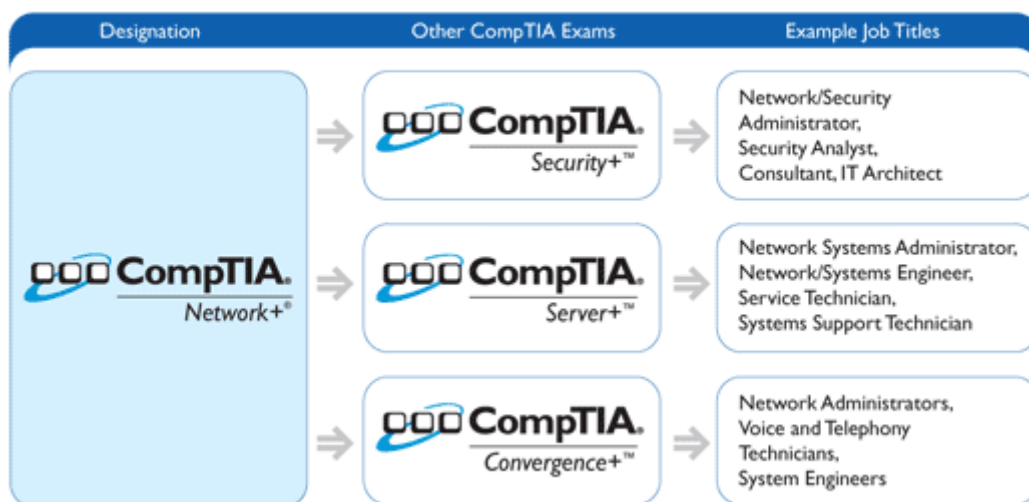 Designation
Other CompTIA Exams
Example Job Titles
CompTIA®
Network+®
CompTIA®
Security+™
Network/Security
Administrator,
Security Analyst,
Consultant, IT Architect
CompTIA®
Server+™
Network Systems Administrator,
Network/Systems Engineer,
Service Technician,
Systems Support Technician
CompTIA®
Convergence+™
Network Administrators,
Voice and Telephony
Technicians,
System Engineers